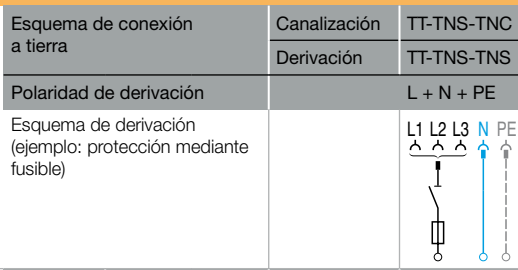 Esquema de conexión
a tierra
Canalización
TT-TNS-TNC
Derivación
TT-TNS-TNS
Polaridad de derivación
L + N + PE
Esquema de derivación
(ejemplo: protección mediante
fusible)
L1 L2 L3 N PE